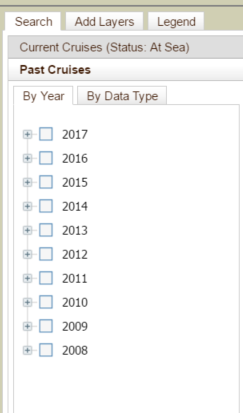 Search Add Layers Legend
Current Cruises (Status: At Sea)
Past Cruises
By Year By Data Type
2017
2016
2015
2014
2013
2012
2011
2010
2009
2008